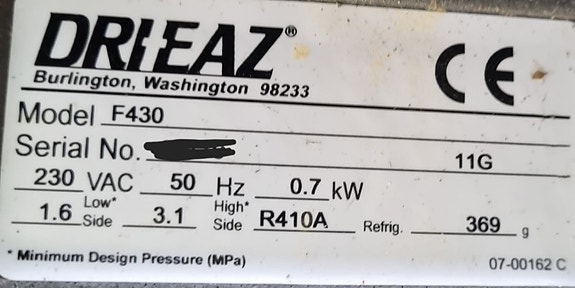 DRIEAZ®
CE
Burlington, Washington 98233
Model F430
Serial No. 11G
230 VAC 50 Hz 0.7 kW
1.6 Low* Side 3.1 High* Side R410A Refrig. 369 g
* Minimum Design Pressure (MPa)
07-00162 C